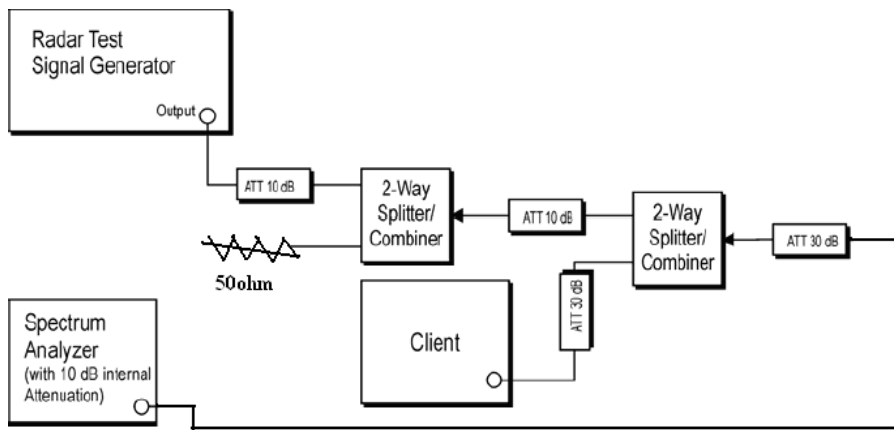 Radar Test
Signal Generator
Output
ATT 10 dB
2-Way
Splitter/
Combiner
ATT 10 dB
2-Way
Splitter/
Combiner
ATT 30 dB
50ohm
ATT 30 dB
Client
Spectrum
Analyzer
(with 10 dB internal
Attenuation)